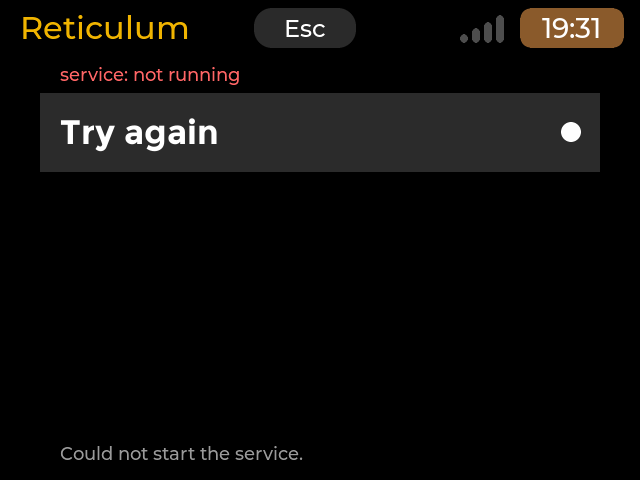 Reticulum Esc 19:31
service: not running
Try again
Could not start the service.